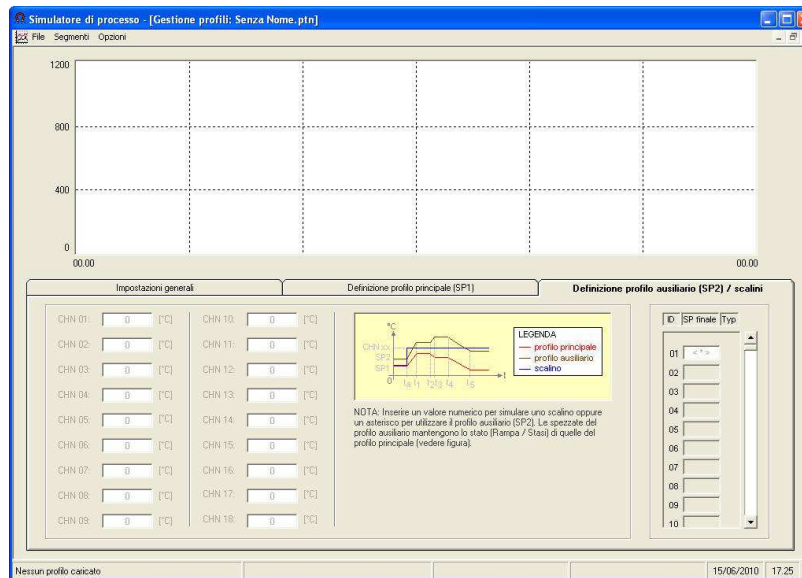 Simulatore di processo - [Gestione profili: Senza Nome.ptn]
File Segmenti Opzioni
1200
800
400
0
00.00 00.00
Impostazioni generali Definizione profilo principale (SP1) Definizione profilo ausiliario (SP2) / scalini
CHN 01: 0 [°C] CHN 10: 0 [°C]
CHN 02: 0 [°C] CHN 11: 0 [°C]
CHN 03: 0 [°C] CHN 12: 0 [°C]
CHN 04: 0 [°C] CHN 13: 0 [°C]
CHN 05: 0 [°C] CHN 14: 0 [°C]
CHN 06: 0 [°C] CHN 15: 0 [°C]
CHN 07: 0 [°C] CHN 16: 0 [°C]
CHN 08: 0 [°C] CHN 17: 0 [°C]
CHN 09: 0 [°C] CHN 18: 0 [°C]
°C
CHN xx
SP2
SP1
0 t
LEGENDA
profilo principale
profilo ausiliario
scalino
NOTA: Inserire un valore numerico per simulare uno scalino oppure
un asterisco per utilizzare il profilo ausiliario (SP2). Le spezzate del
profilo ausiliario mantengono lo stato (Rampa / Stasi) di quelle del
profilo principale (vedere figura).
ID SP finale Typ
01 < * >
02
03
04
05
06
07
08
09
10
Nessun profilo caricato 15/06/2010 17.25